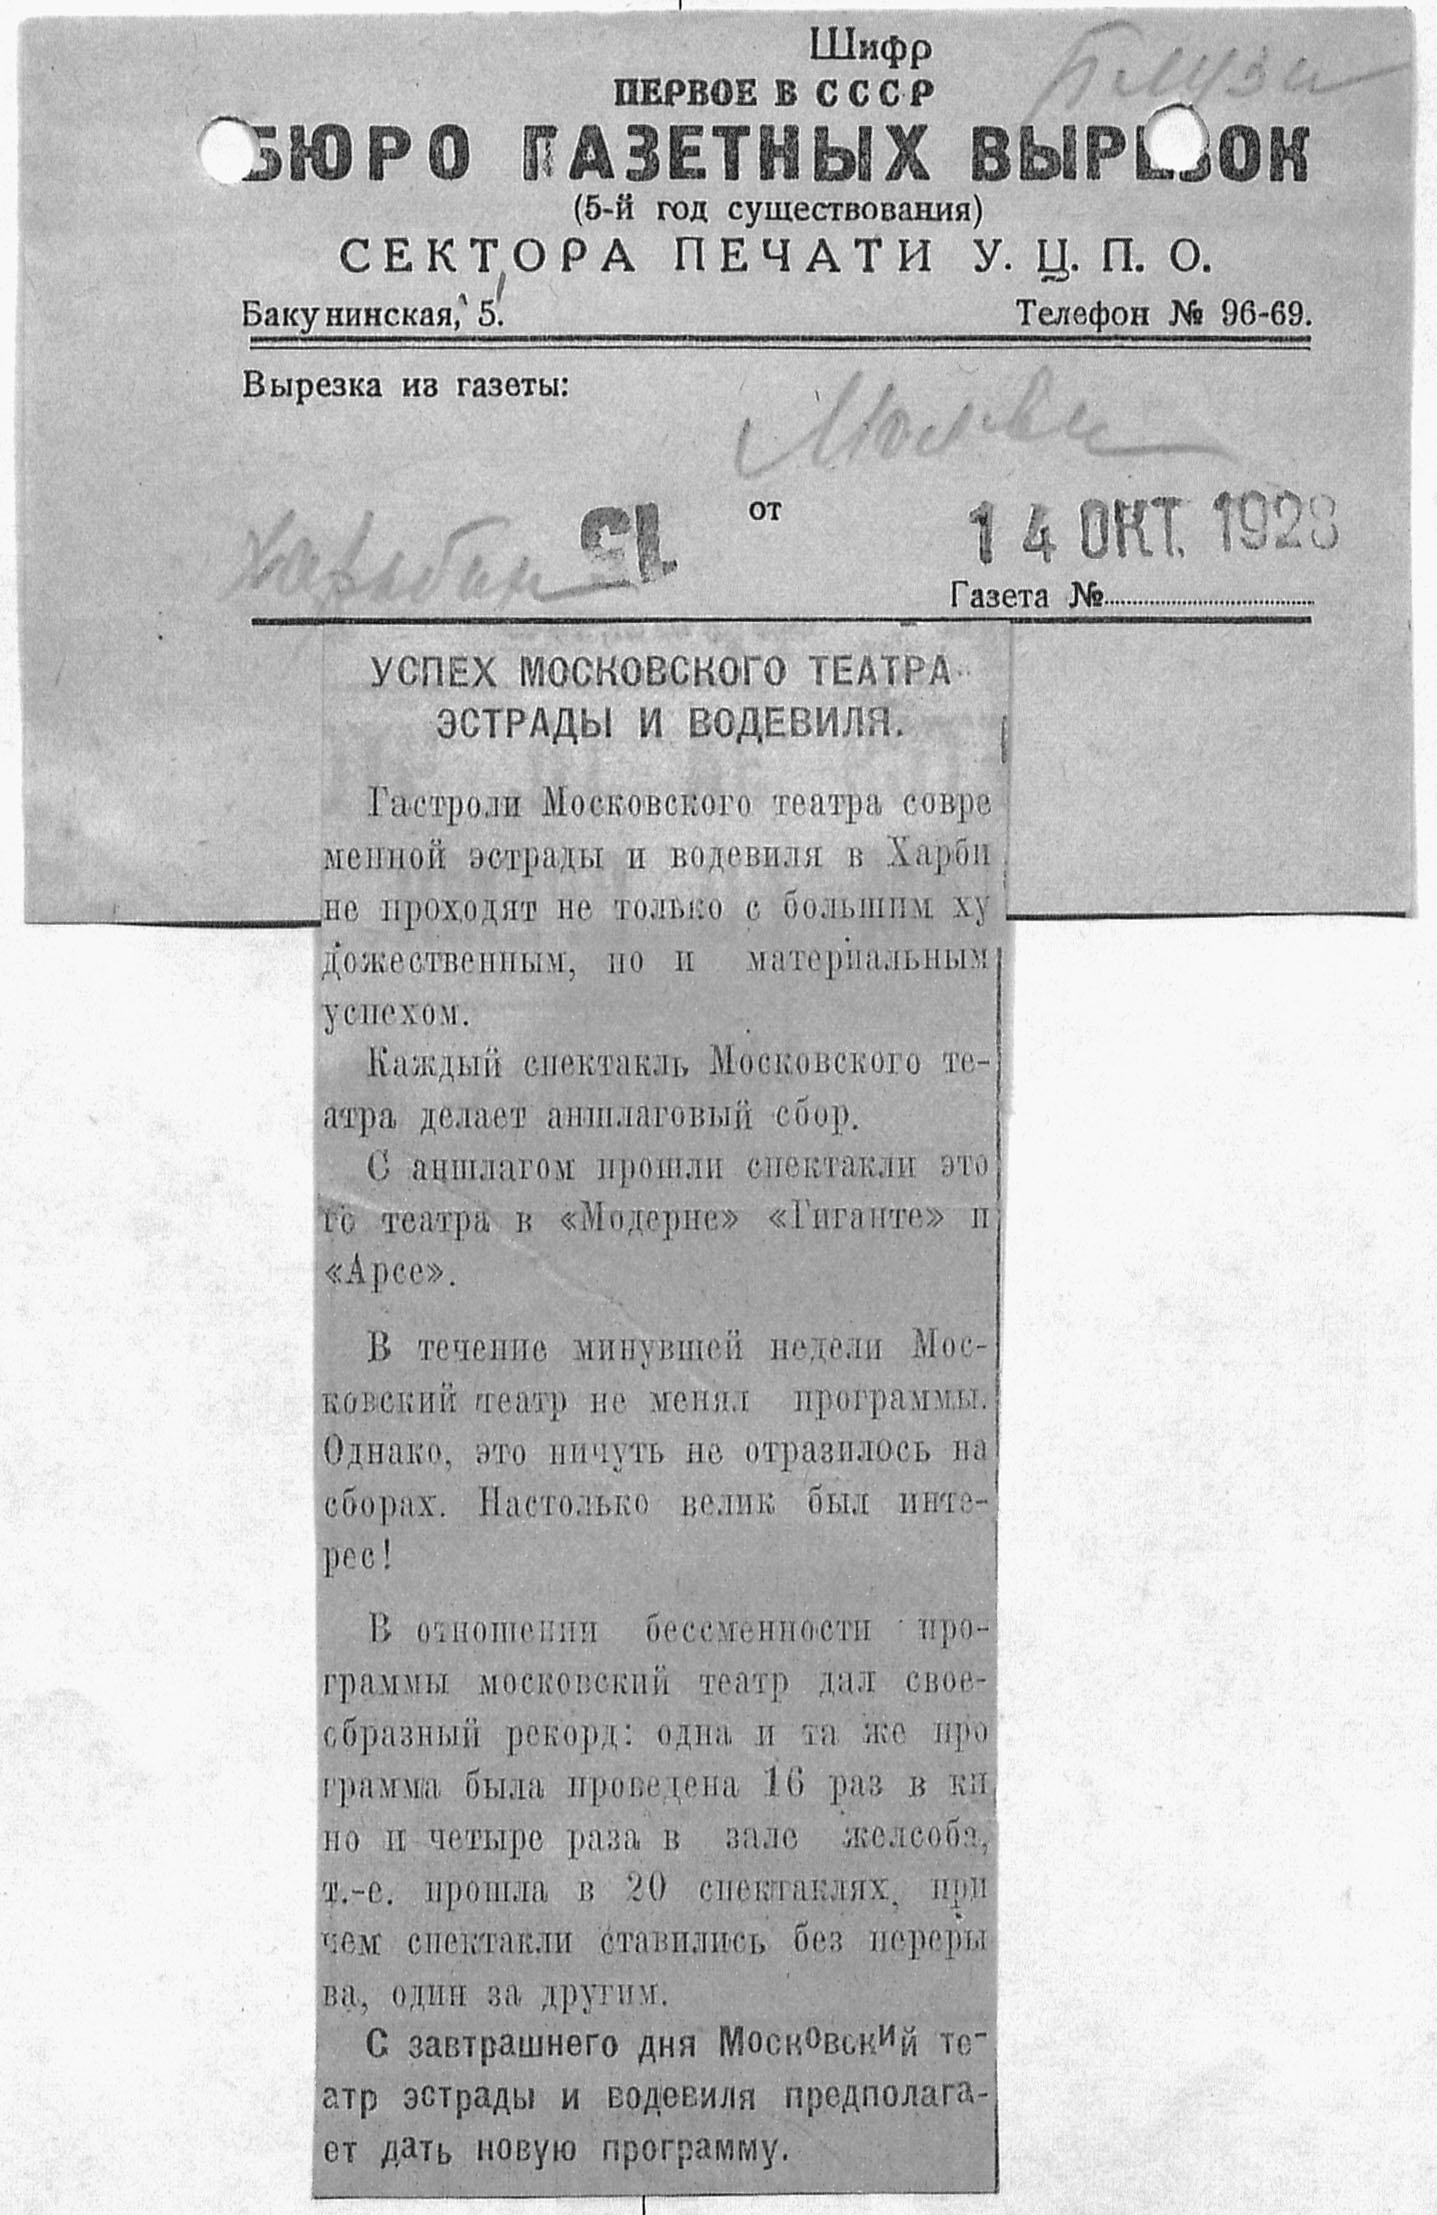 Шифр
ПЕРВОЕ В СССР
БЮРО ГАЗЕТНЫХ ВЫРЕЗОК
(5-й год существования)
СЕКТОРА ПЕЧАТИ У. Ц. П. О.
Бакунинская, 5.
Телефон № 96-69.
Вырезка из газеты:
Молва
Харбин
15
от
14 ОКТ. 1928
Газета №
УСПЕХ МОСКОВСКОГО ТЕАТРА
ЭСТРАДЫ И ВОДЕВИЛЯ.
Гастроли Московского театра совре
менной эстрады и водевиля в Харби
не проходят не только с большим ху
дожественным, но и материальным
успехом.
Каждый спектакль Московского те-
атра делает аншлаговый сбор.
С аншлагом прошли спектакли это
го театра в «Модерне» «Гиганте» и
«Арсе».
В течение минувшей недели Мос-
ковский театр не менял программы.
Однако, это ничуть не отразилось на
сборах. Настолько велик был инте-
рес!
В отношении бессменности про-
граммы московский театр дал свое-
образный рекорд: одна и та же про
грамма была проведена 16 раз в ки
но и четыре раза в зале желсоба,
т.-е. прошла в 20 спектаклях, при
чем спектакли ставились без переры
ва, один за другим.
С завтрашнего дня Московский те-
атр эстрады и водевиля предполага-
ет дать новую программу.